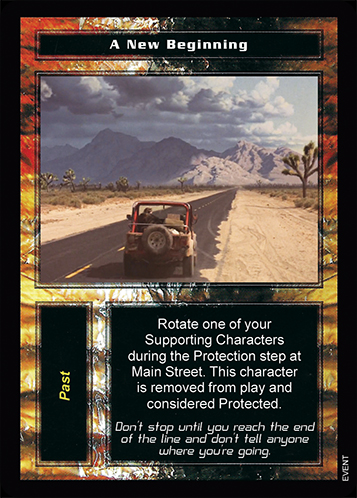 A New Beginning
Past
Rotate one of your
Supporting Characters
during the Protection step at
Main Street. This character
is removed from play and
considered Protected.
Don't stop until you reach the end
of the line and don't tell anyone
where you're going.
EVENT